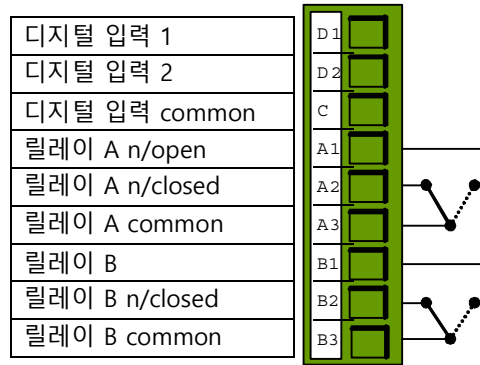 디지털 입력 1 D1
디지털 입력 2 D2
디지털 입력 common C
릴레이 A n/open A1
릴레이 A n/closed A2
릴레이 A common A3
릴레이 B B1
릴레이 B n/closed B2
릴레이 B common B3